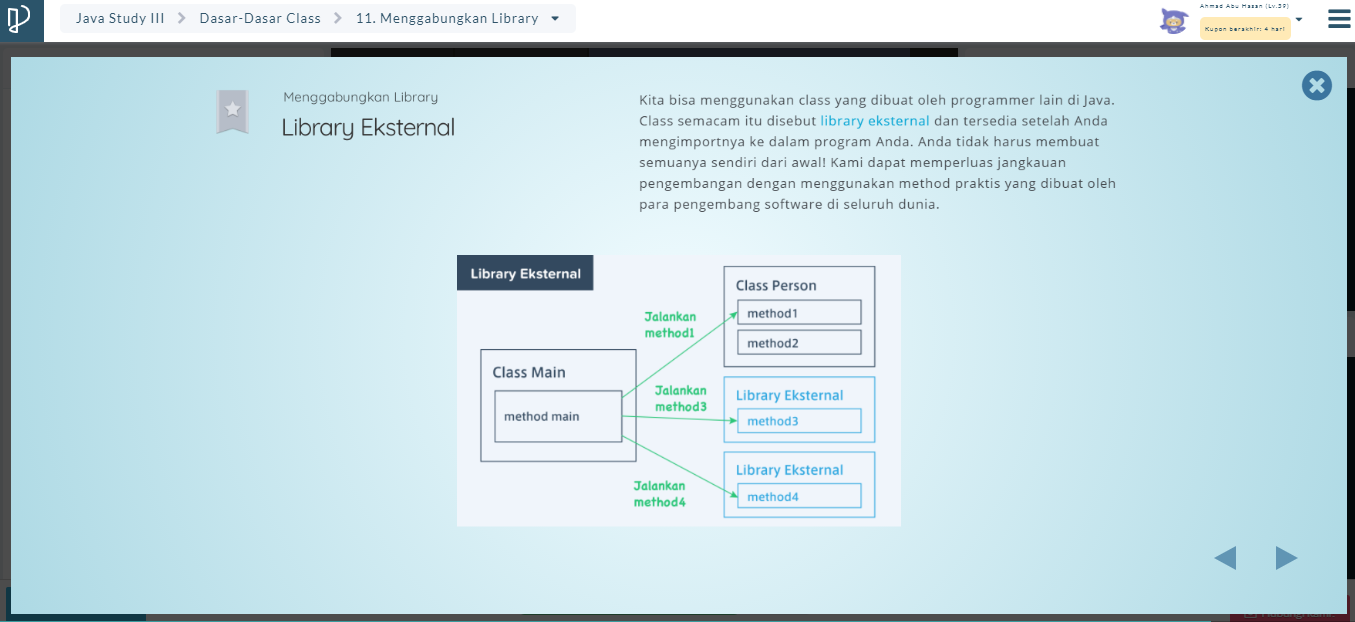 Java Study III
Dasar-Dasar Class
11. Menggabungkan Library
Ahmad Abu Hasan (Lv.39)
Kupon berakhir: 4 hari
Menggabungkan Library
Library Eksternal
Kita bisa menggunakan class yang dibuat oleh programmer lain di Java.
Class semacam itu disebut library eksternal dan tersedia setelah Anda
mengimportnya ke dalam program Anda. Anda tidak harus membuat
semuanya sendiri dari awal! Kami dapat memperluas jangkauan
pengembangan dengan menggunakan method praktis yang dibuat oleh
para pengembang software di seluruh dunia.
Library Eksternal
Class Person
method1
method2
Jalankan
method1
Class Main
method main
Jalankan
method3
Library Eksternal
method3
Library Eksternal
method4
Jalankan
method4